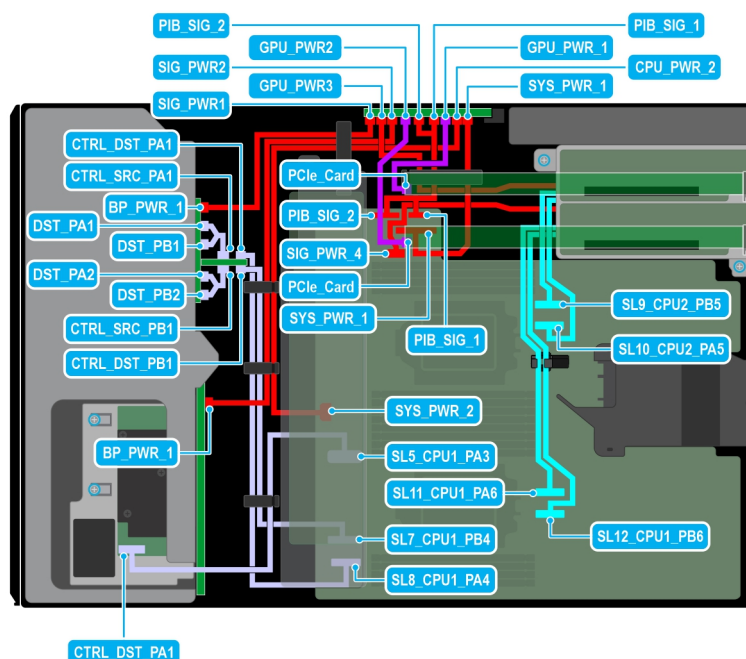 PIB_SIG_2
PIB_SIG_1
GPU_PWR2
GPU_PWR_1
SIG_PWR2
CPU_PWR_2
GPU_PWR3
SYS_PWR_1
SIG_PWR1
CTRL_DST_PA1
CTRL_SRC_PA1
PCIe_Card
BP_PWR_1
PIB_SIG_2
DST_PA1
DST_PB1
SIG_PWR_4
DST_PA2
PCIe_Card
DST_PB2
SL9_CPU2_PB5
SYS_PWR_1
CTRL_SRC_PB1
PIB_SIG_1
SL10_CPU2_PA5
CTRL_DST_PB1
SYS_PWR_2
BP_PWR_1
SL5_CPU1_PA3
SL11_CPU1_PA6
SL12_CPU1_PB6
SL7_CPU1_PB4
SL8_CPU1_PA4
CTRL_DST_PA1